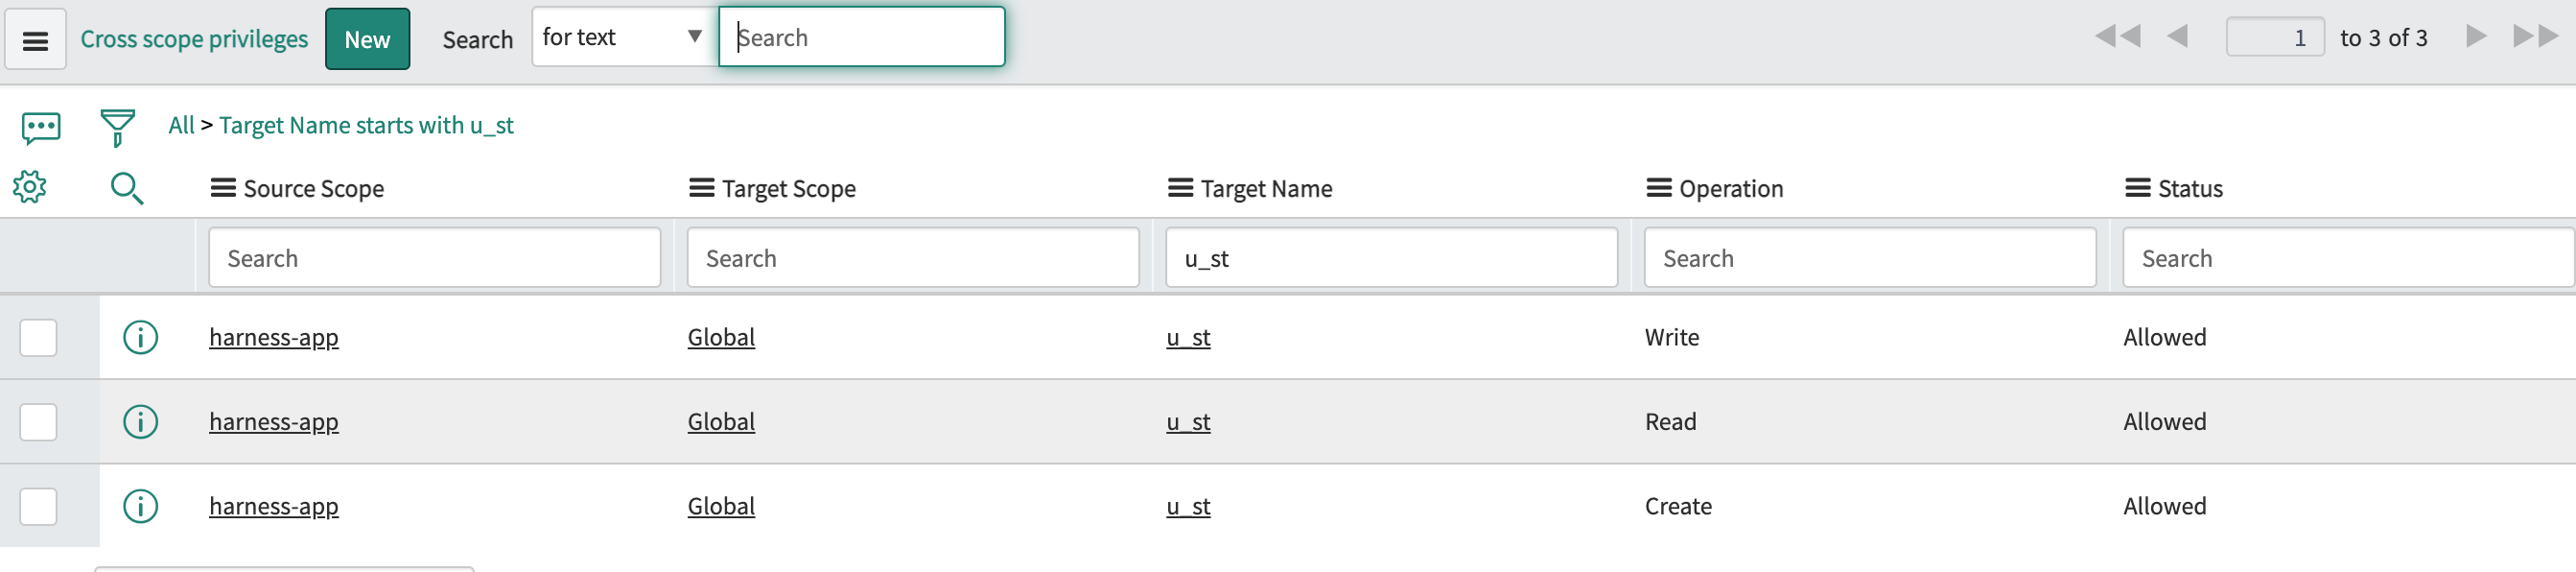 Cross scope privileges New Search for text Search 1 to 3 of 3
All > Target Name starts with u_st
Source Scope Target Scope Target Name Operation Status
Search Search u_st Search Search
harness-app Global u_st Write Allowed
harness-app Global u_st Read Allowed
harness-app Global u_st Create Allowed